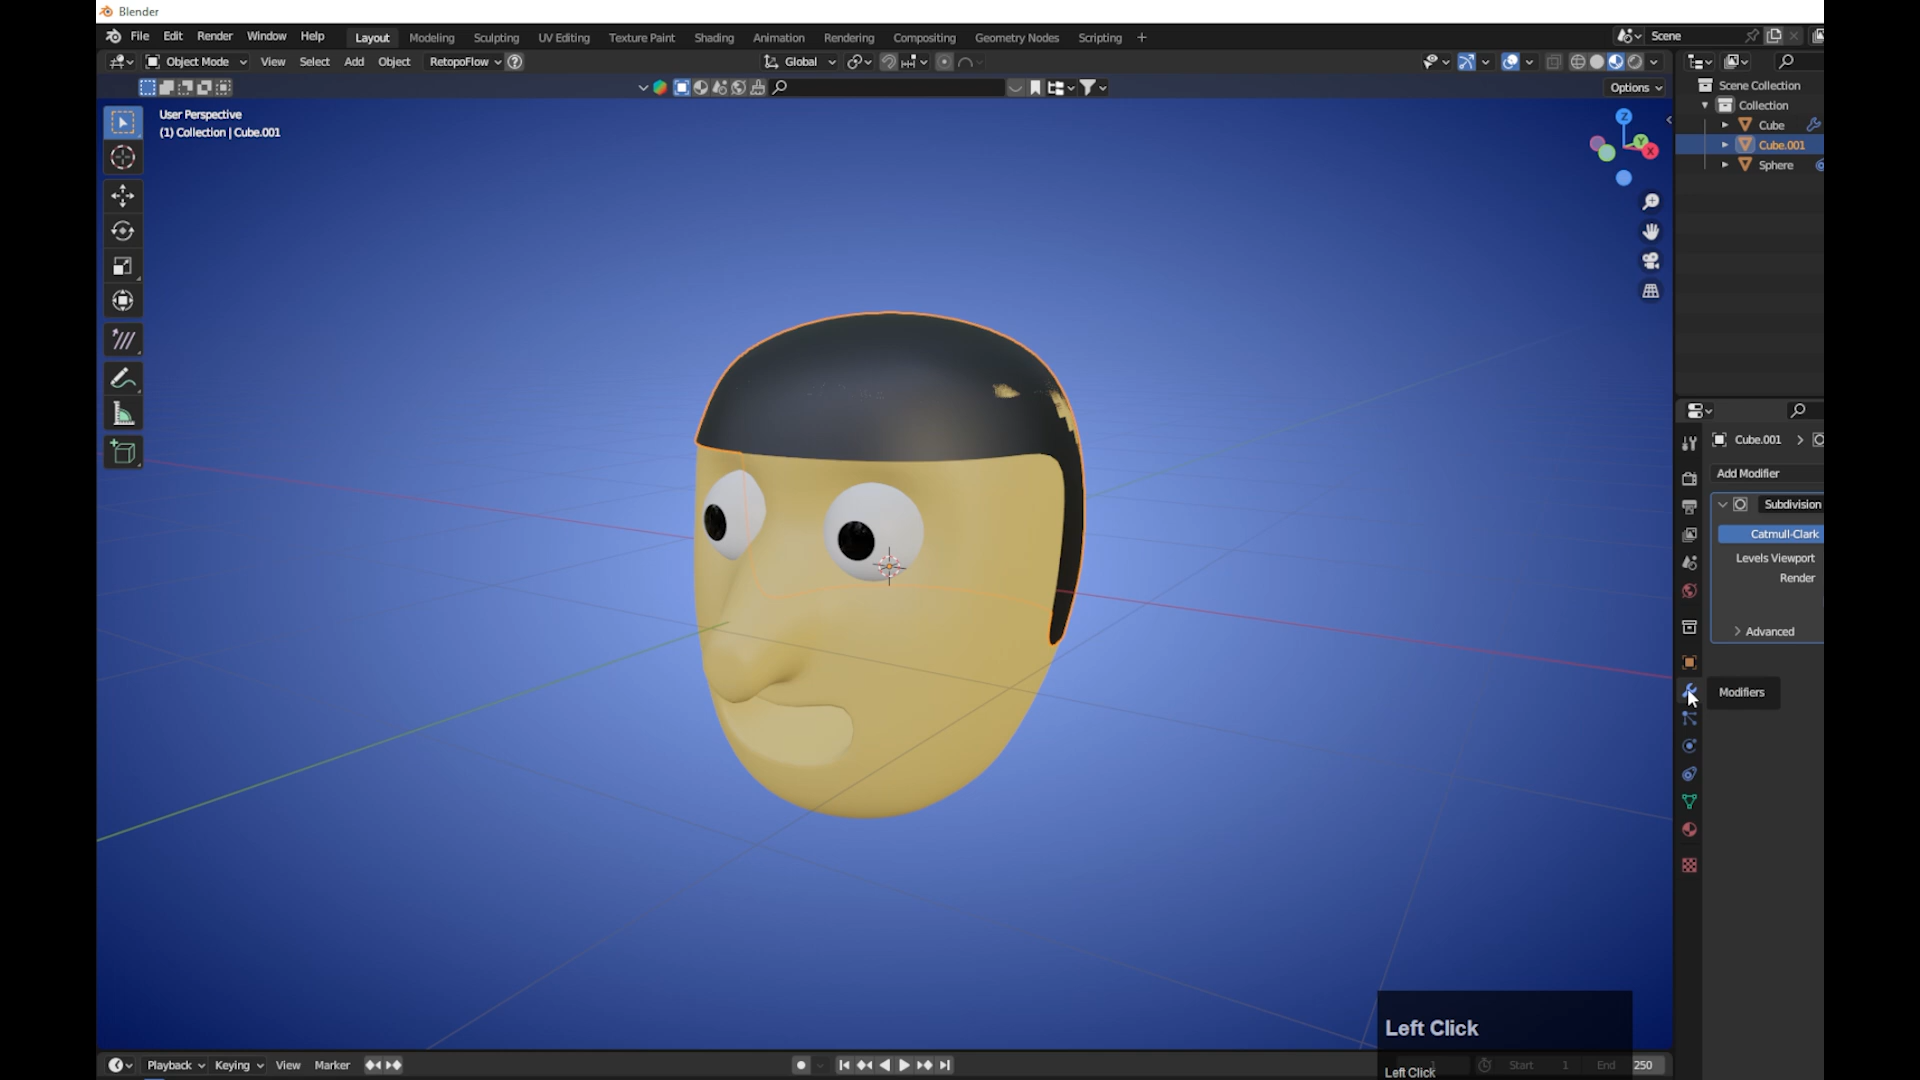 Blender
File Edit Render Window Help Layout Modeling Sculpting UV Editing Texture Paint Shading Animation Rendering Compositing Geometry Nodes Scripting + Scene
Object Mode View Select Add Object RetopoFlow Global
Options
User Perspective
(1) Collection | Cube.001
Z
Y
X
Scene Collection
Collection
Cube
Cube.001
Sphere
Cube.001
Add Modifier
Subdivision
Catmull-Clark
Levels Viewport
Render
Advanced
Modifiers
Left Click
Left Click
Playback Keying View Marker 1 Start 1 End 250